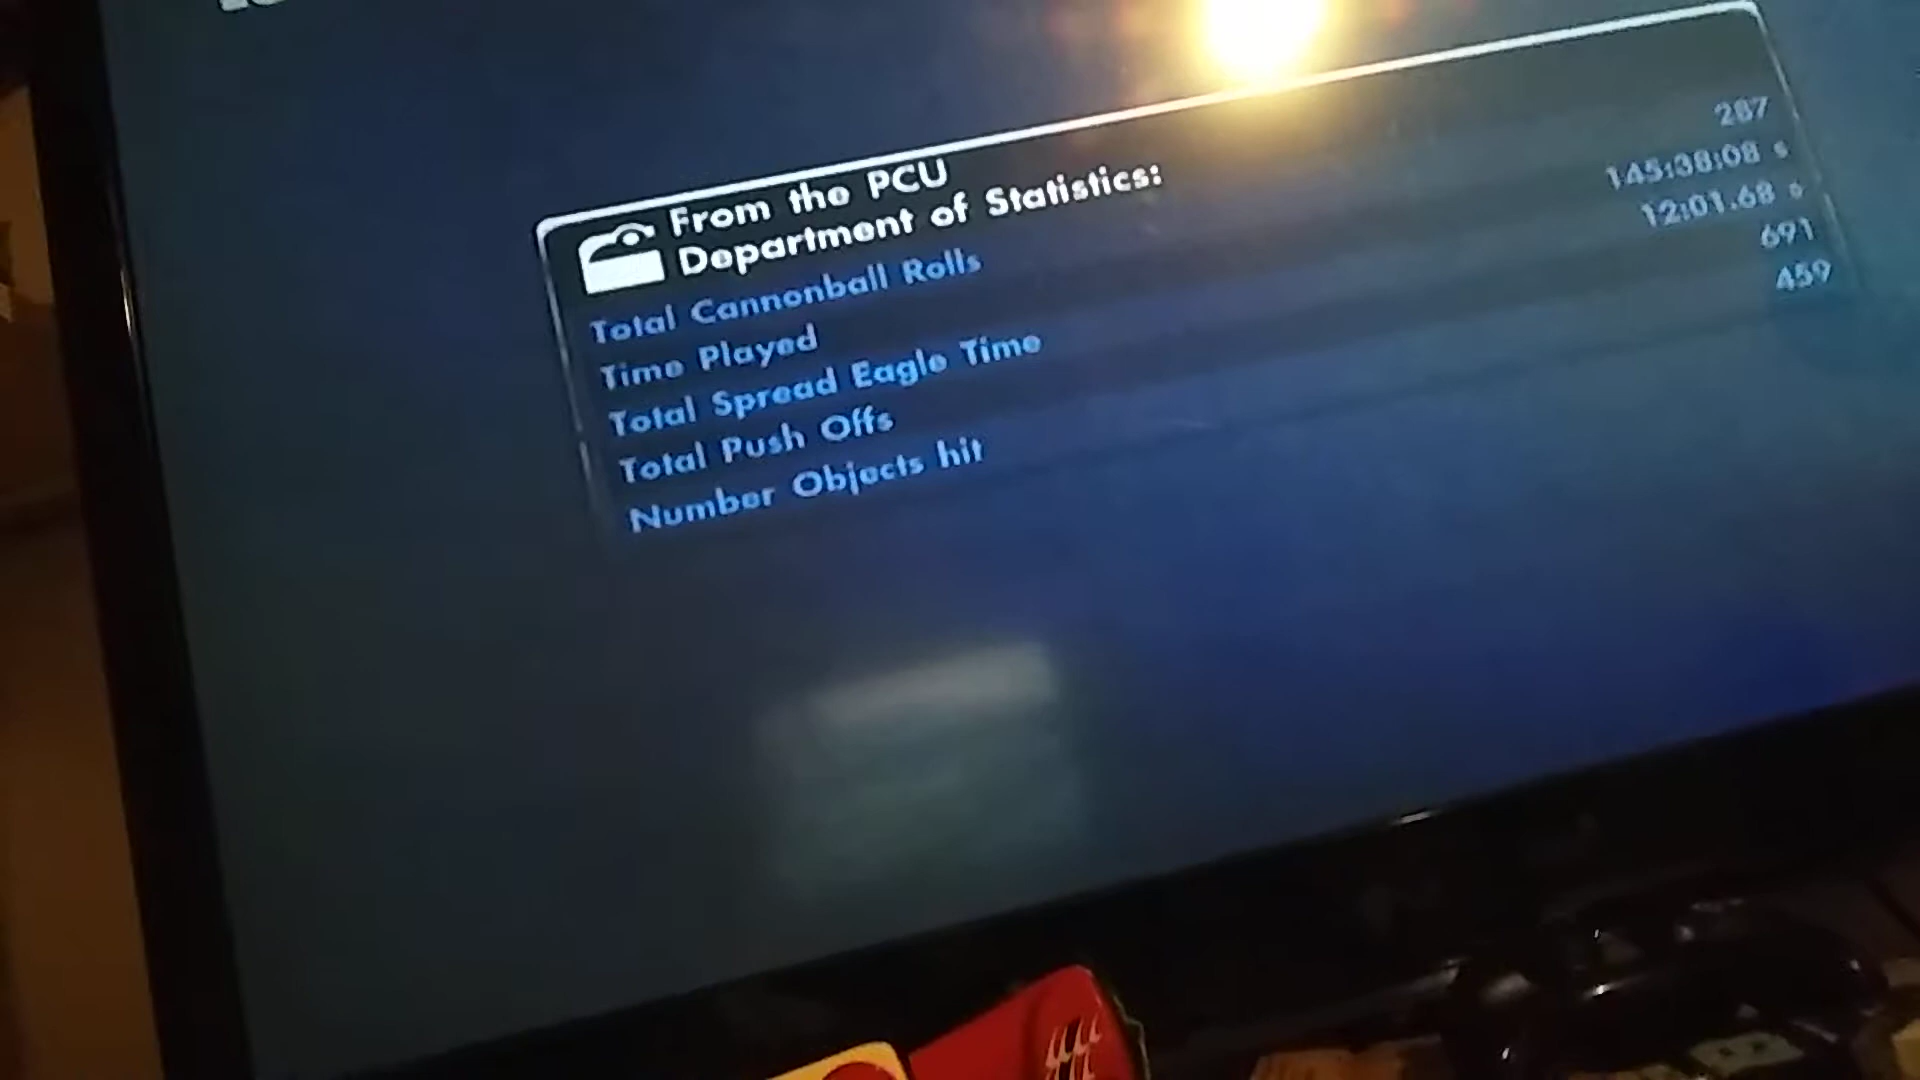 From the PCU
Department of Statistics:
Total Cannonball Rolls 287
Time Played 145:38:08 s
Total Spread Eagle Time 12:01.68 s
Total Push Offs 691
Number Objects hit 459